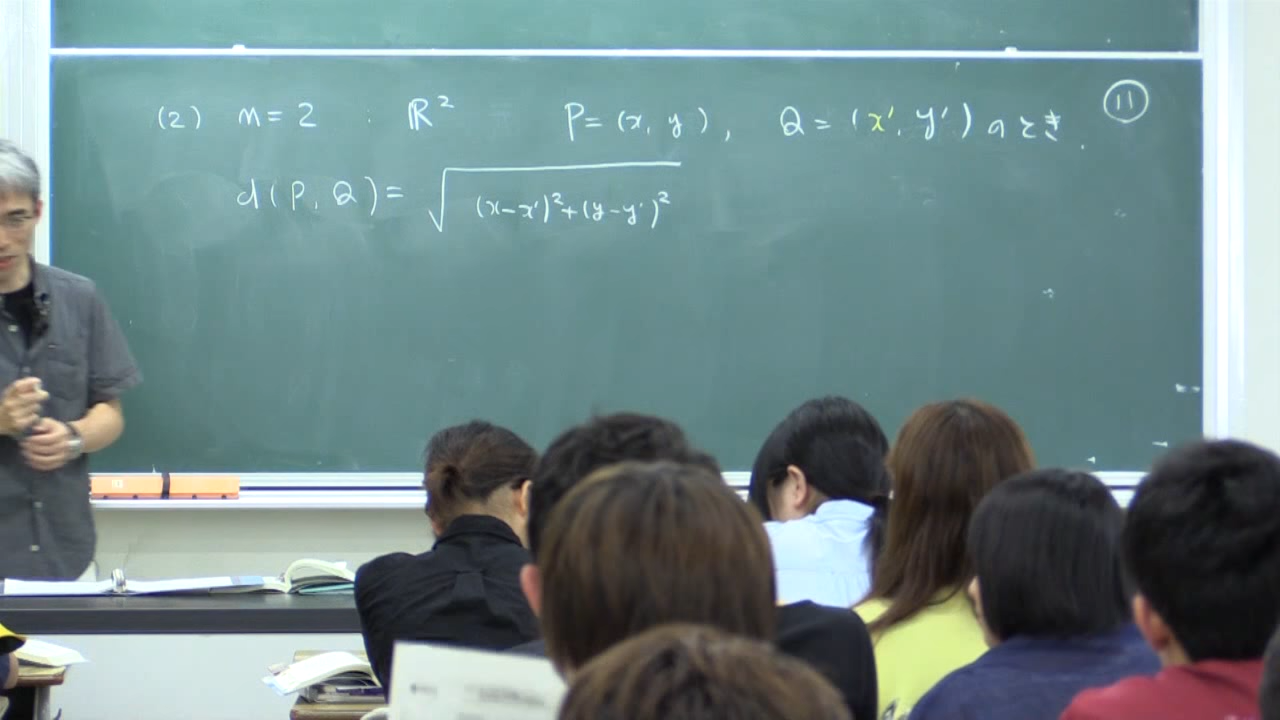 (2) n = 2 : ℝ² P = (x, y), Q = (x′, y′) のとき. ⑪
d(P, Q) = √((x-x′)²+(y-y′)²)